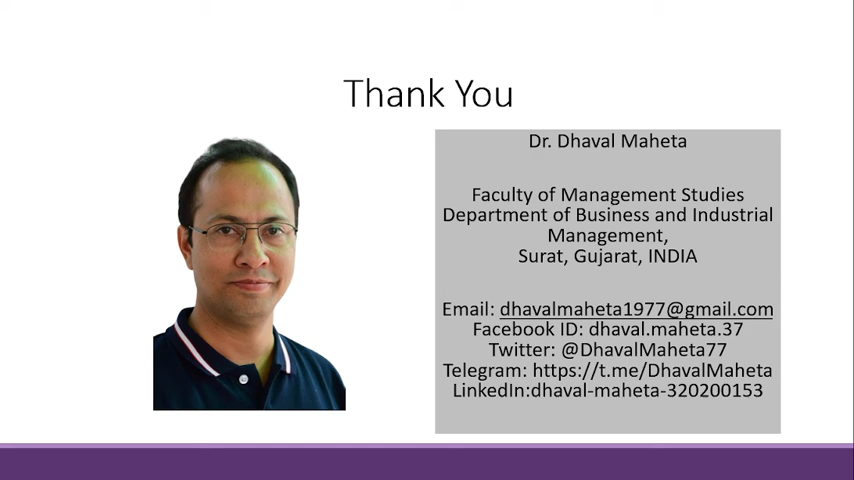 Thank You
Dr. Dhaval Maheta
Faculty of Management Studies
Department of Business and Industrial
Management,
Surat, Gujarat, INDIA
Email: dhavalmaheta1977@gmail.com
Facebook ID: dhaval.maheta.37
Twitter: @DhavalMaheta77
Telegram: https://t.me/DhavalMaheta
LinkedIn:dhaval-maheta-320200153